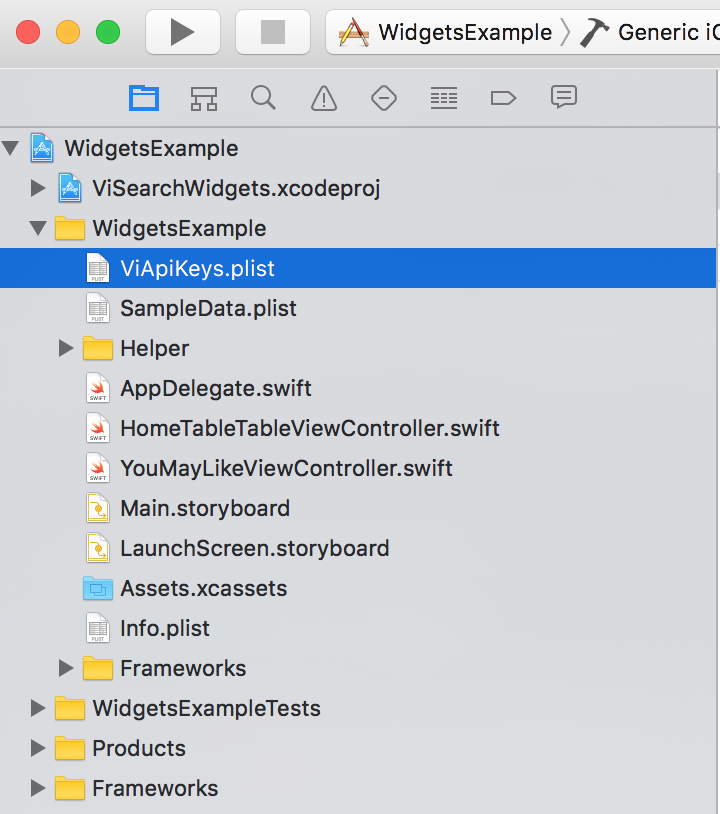 WidgetsExample Generic iO
WidgetsExample
ViSearchWidgets.xcodeproj
WidgetsExample
ViApiKeys.plist
SampleData.plist
Helper
AppDelegate.swift
HomeTableTableViewController.swift
YouMayLikeViewController.swift
Main.storyboard
LaunchScreen.storyboard
Assets.xcassets
Info.plist
Frameworks
WidgetsExampleTests
Products
Frameworks